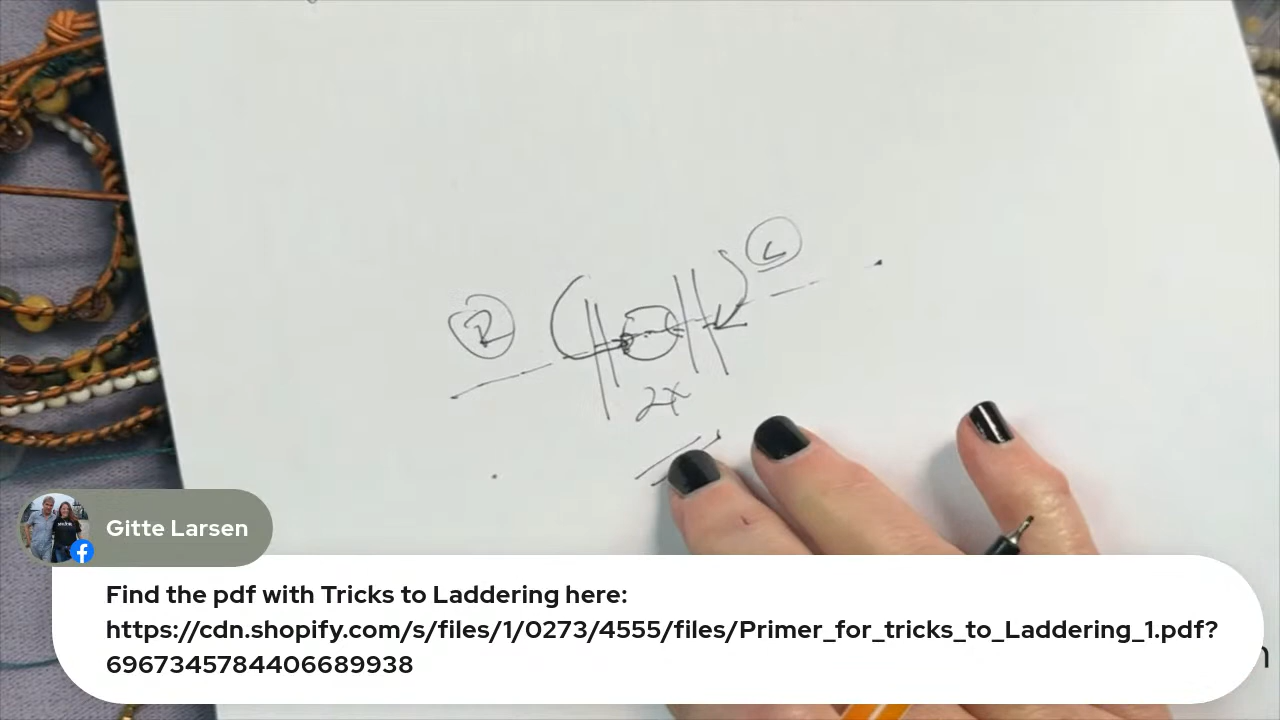 R
L
2x
Gitte Larsen
Find the pdf with Tricks to Laddering here:
https://cdn.shopify.com/s/files/1/0273/4555/files/Primer_for_tricks_to_Laddering_1.pdf?
6967345784406689938